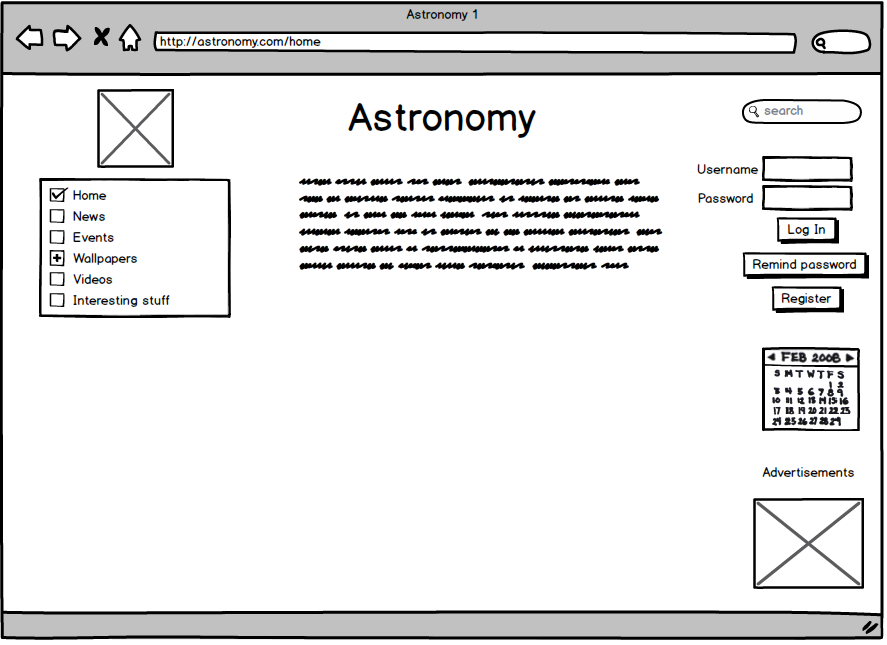 Astronomy 1
http://astronomy.com/home
Astronomy
search
Home
News
Events
Wallpapers
Videos
Interesting stuff
Username
Password
Log In
Remind password
Register
FEB 2008
S M T W T F S
1 2
3 4 5 6 7 8 9
10 11 12 13 14 15 16
17 18 19 20 21 22 23
24 25 26 27 28 29
Advertisements